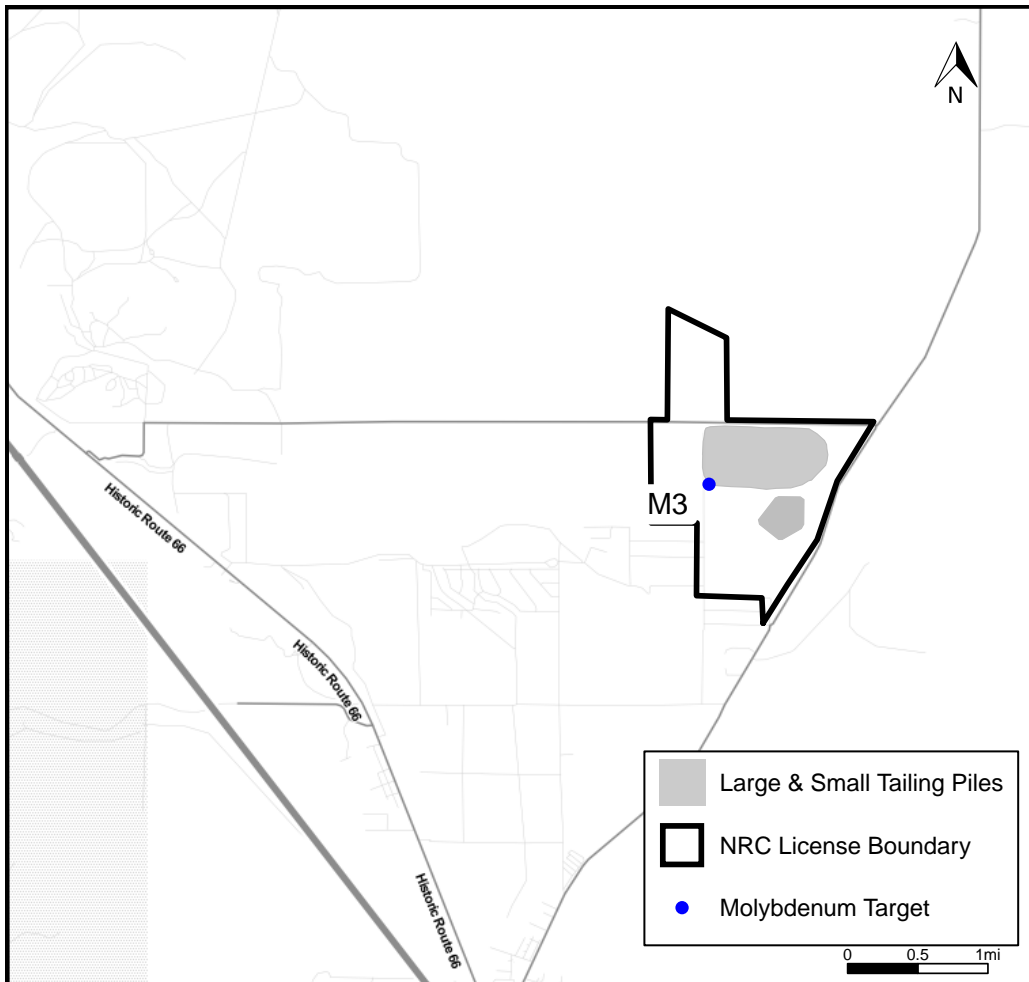 N
M3
Historic Route 66
Historic Route 66
Historic Route 66
Large & Small Tailing Piles
NRC License Boundary
Molybdenum Target
0 0.5 1mi